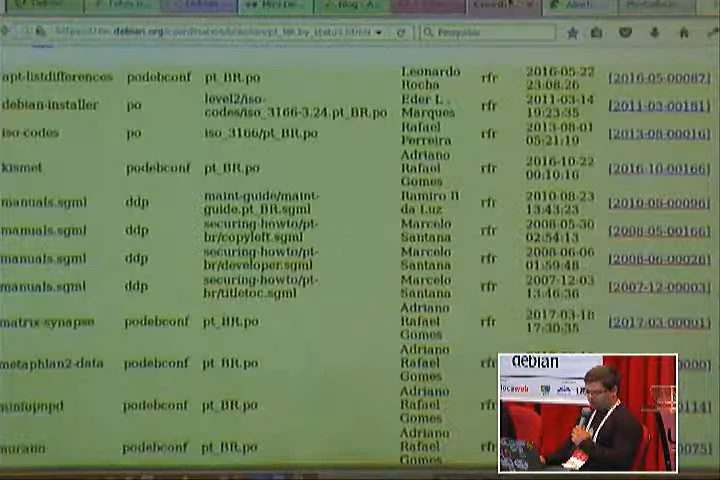 debian.org
Pesquisar
apt-listdifferences podebconf pt_BR.po Leonardo Rocha rfr 2016-05-22 23:08:26 [2016-05-00087]
debian-installer po level2/iso-codes/iso_3166-3.24.pt_BR.po Eder L. Marques rfr 2011-03-14 19:23:35 [2011-03-00181]
iso-codes po iso_3166/pt_BR.po Rafael Ferreira rfr 2013-08-01 05:21:19 [2013-08-00016]
kismet podebconf pt_BR.po Adriano Rafael Gomes rfr 2016-10-22 00:10:16 [2016-10-00166]
manuals.sgml ddp maint-guide/maint-guide.pt_BR.sgml Ramiro B da Luz rfr 2010-08-23 13:43:23 [2010-08-00096]
manuals.sgml ddp securing-howto/pt-br/copyleft.sgml Marcelo Santana rfr 2008-05-30 02:54:13 [2008-05-00166]
manuals.sgml ddp securing-howto/pt-br/developer.sgml Marcelo Santana rfr 2008-06-06 01:59:48 [2008-06-00026]
manuals.sgml ddp securing-howto/pt-br/titletoc.sgml Marcelo Santana rfr 2007-12-03 13:46:36 [2007-12-00003]
matrix-synapse podebconf pt_BR.po Adriano Rafael Gomes rfr 2017-03-18 17:30:35 [2017-03-00001]
metaphlan2-data podebconf pt_BR.po Adriano Rafael Gomes rfr
miniupnpd podebconf pt_BR.po Adriano Rafael Gomes rfr
murano podebconf pt_BR.po Adriano Rafael Gomes rfr
debian